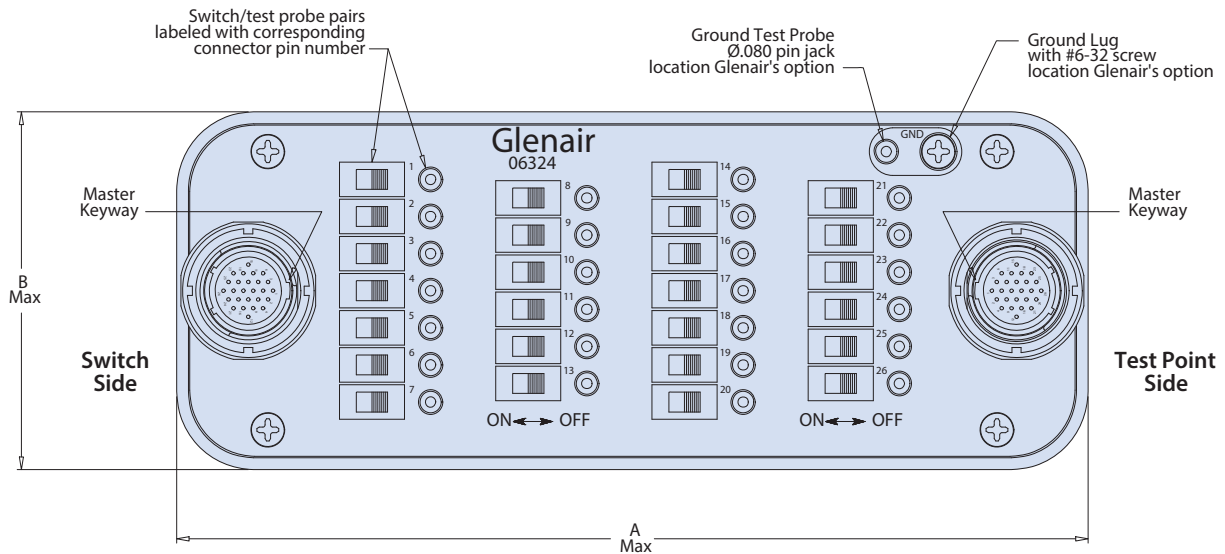 Switch/test probe pairs
labeled with corresponding
connector pin number
Ground Test Probe
Ø.080 pin jack
location Glenair's option
Ground Lug
with #6-32 screw
location Glenair's option
GND
Glenair
06324
Master
Keyway
Master
Keyway
1
2
3
4
5
6
7
8
9
10
11
12
13
14
15
16
17
18
19
20
21
22
23
24
25
26
B
Max
Switch
Side
Test Point
Side
ON OFF
ON OFF
A
Max